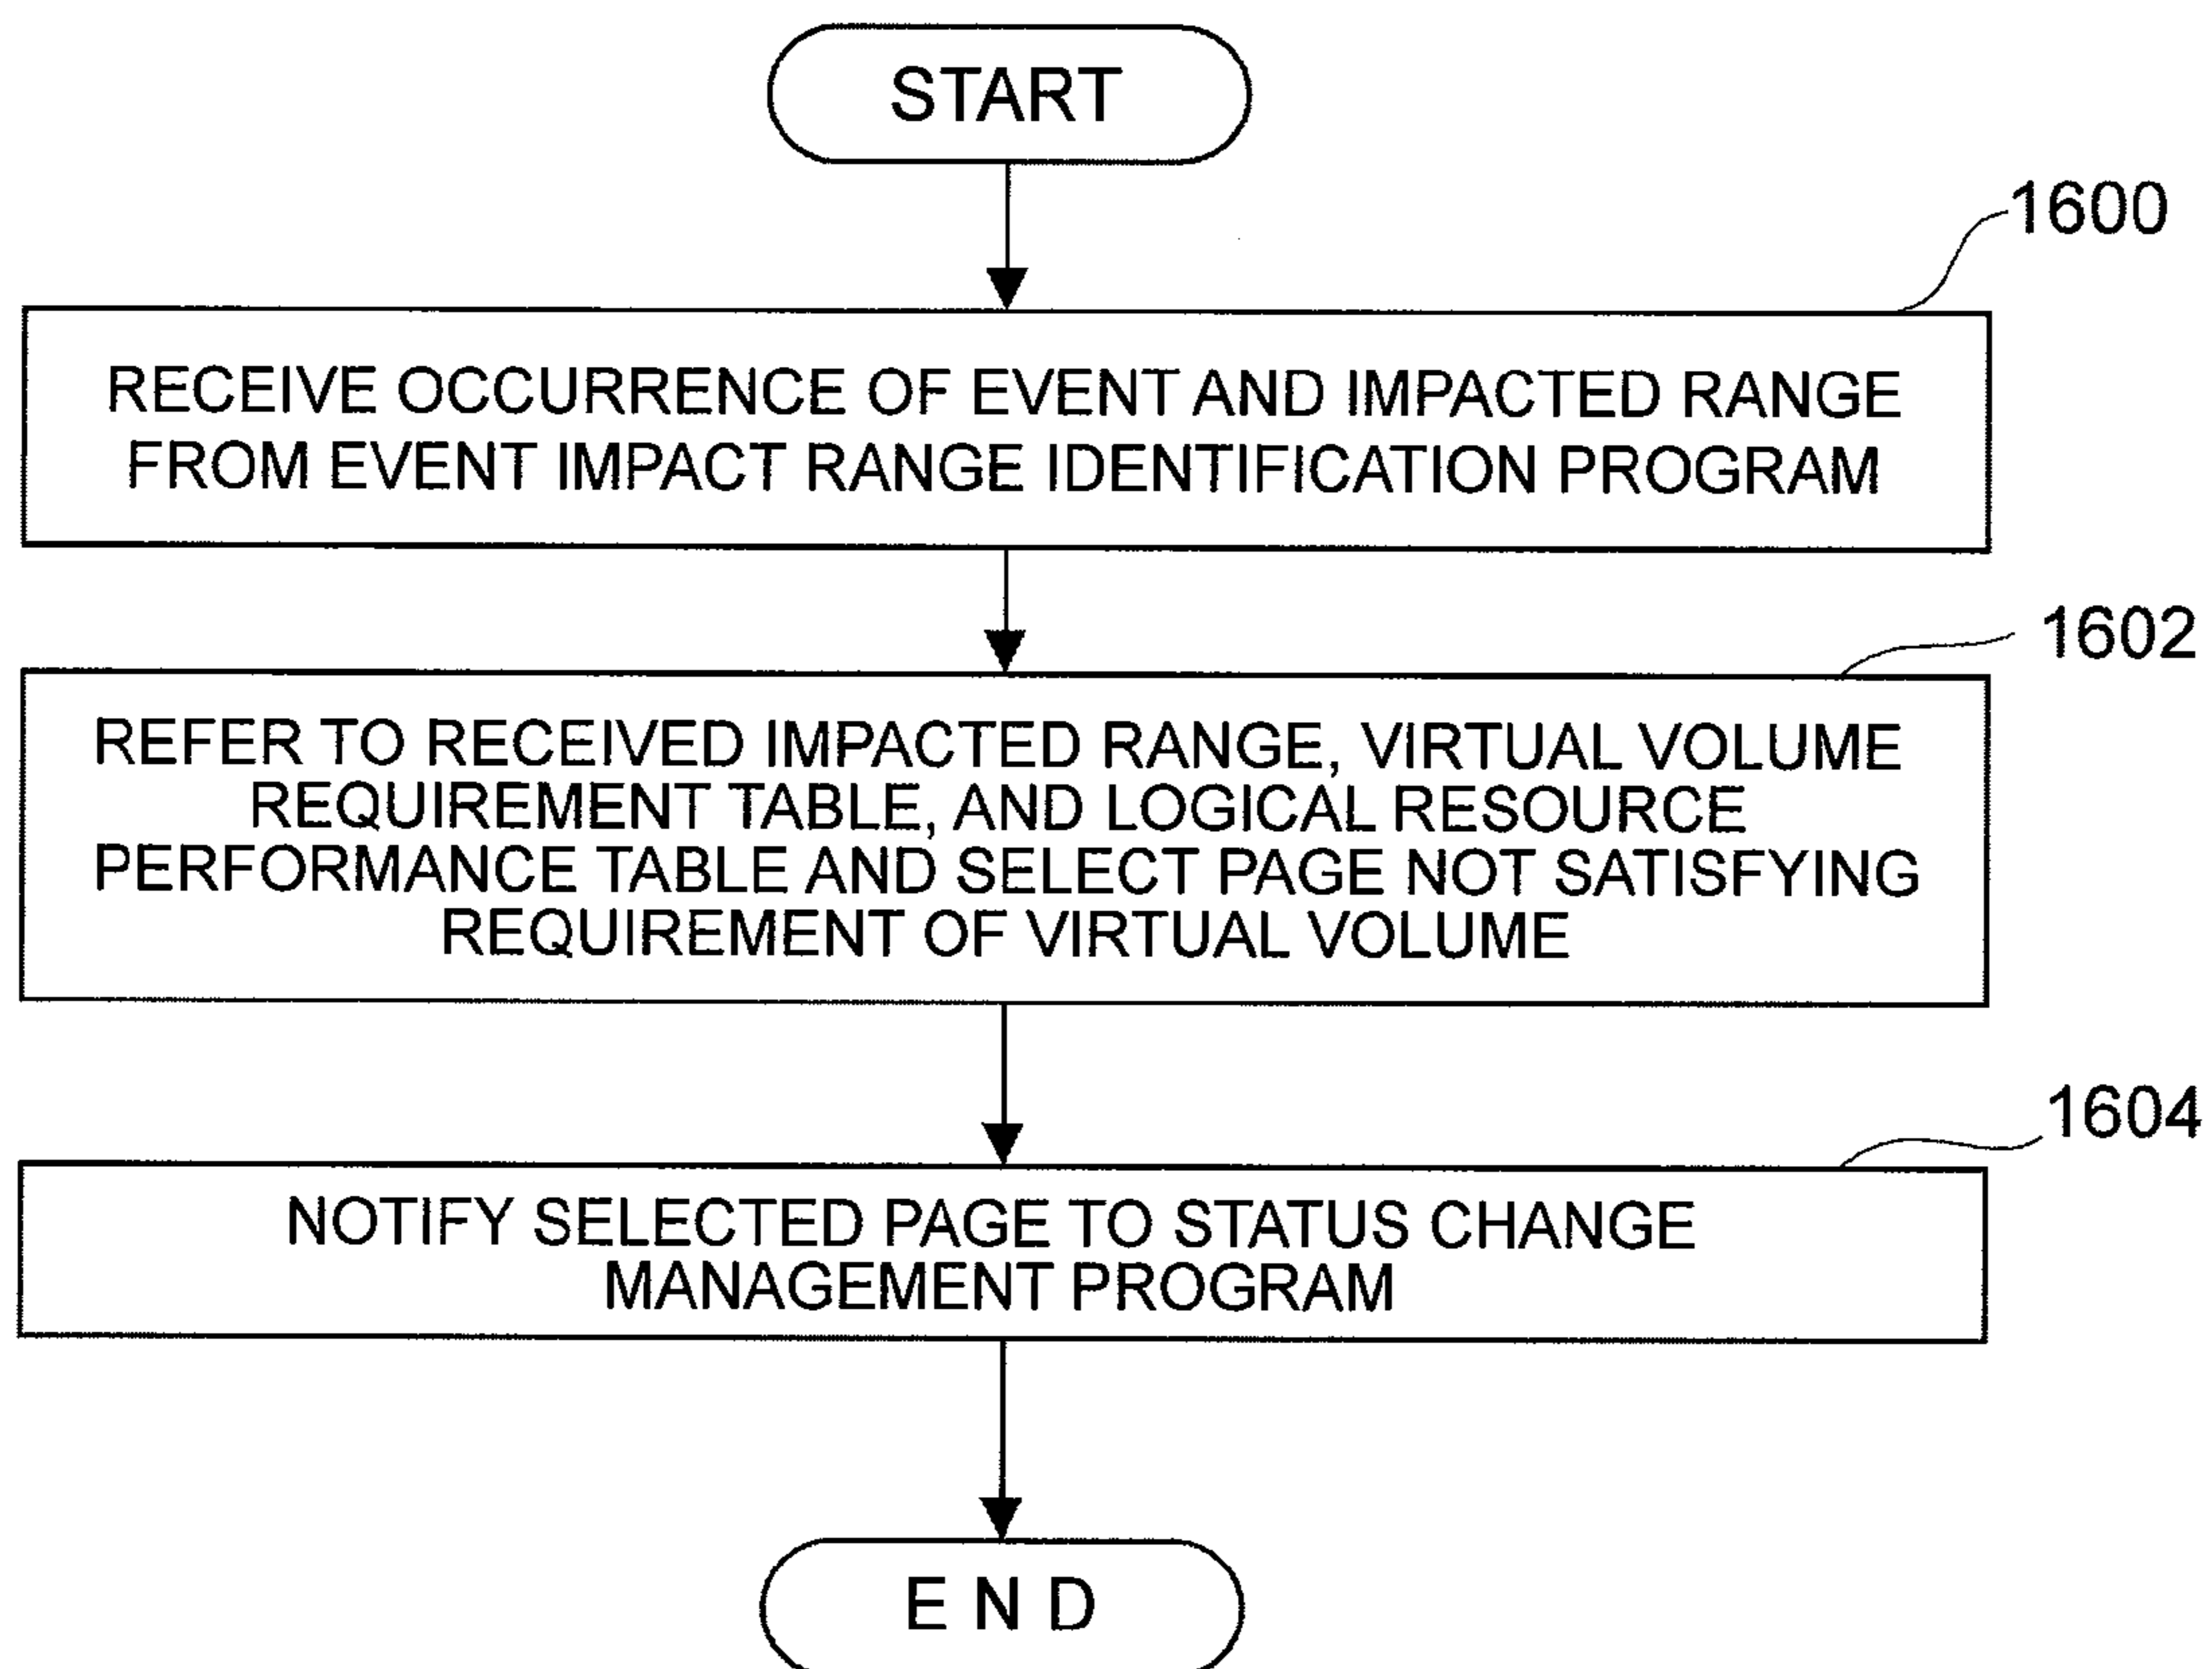 START
1600
RECEIVE OCCURRENCE OF EVENT AND IMPACTED RANGE
FROM EVENT IMPACT RANGE IDENTIFICATION PROGRAM
1602
REFER TO RECEIVED IMPACTED RANGE, VIRTUAL VOLUME
REQUIREMENT TABLE, AND LOGICAL RESOURCE
PERFORMANCE TABLE AND SELECT PAGE NOT SATISFYING
REQUIREMENT OF VIRTUAL VOLUME
1604
NOTIFY SELECTED PAGE TO STATUS CHANGE
MANAGEMENT PROGRAM
END